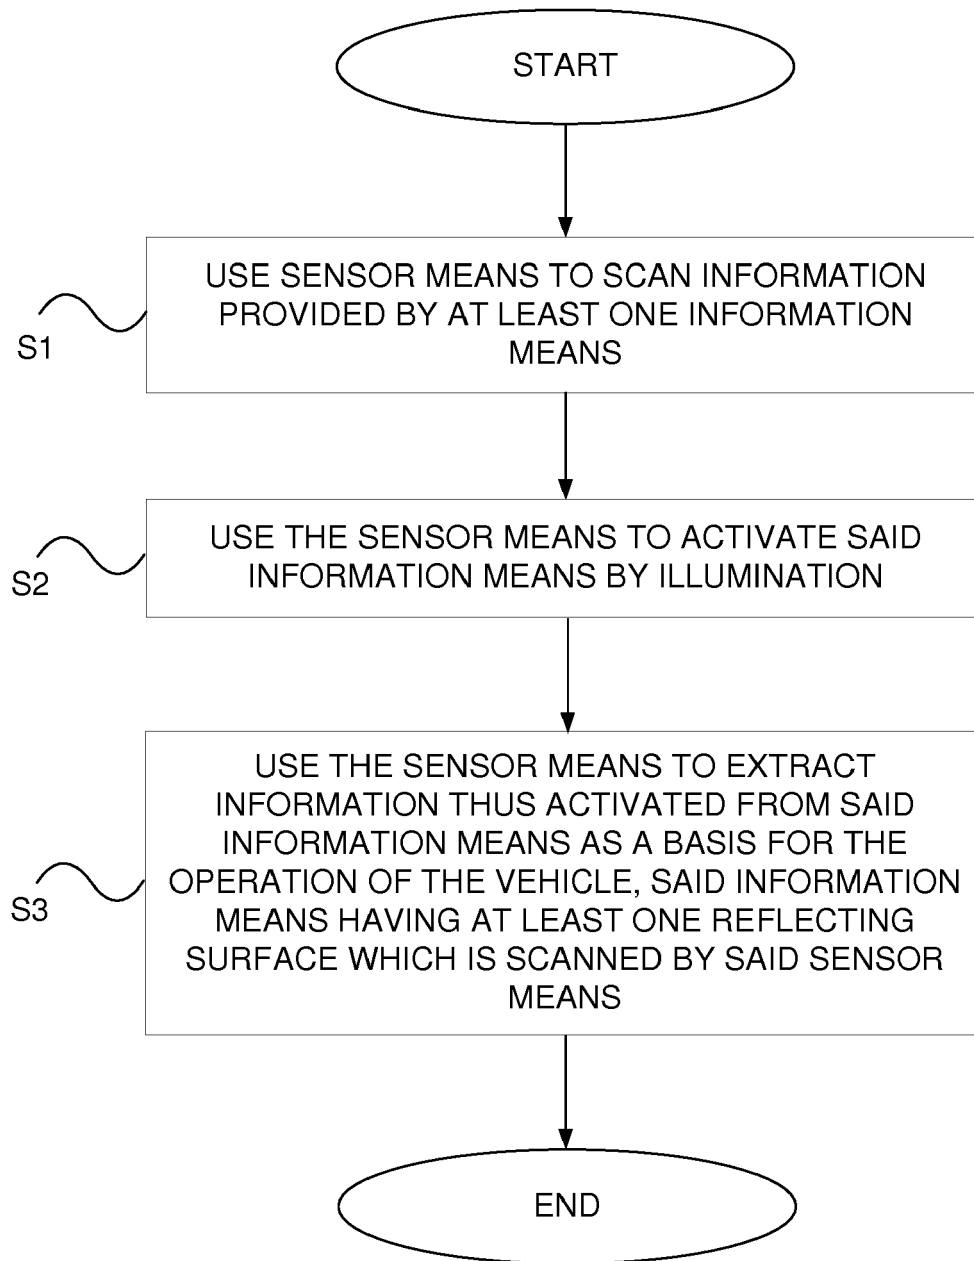 START
USE SENSOR MEANS TO SCAN INFORMATION
PROVIDED BY AT LEAST ONE INFORMATION
MEANS
S1
USE THE SENSOR MEANS TO ACTIVATE SAID
INFORMATION MEANS BY ILLUMINATION
S2
USE THE SENSOR MEANS TO EXTRACT
INFORMATION THUS ACTIVATED FROM SAID
INFORMATION MEANS AS A BASIS FOR THE
OPERATION OF THE VEHICLE, SAID INFORMATION
MEANS HAVING AT LEAST ONE REFLECTING
SURFACE WHICH IS SCANNED BY SAID SENSOR
MEANS
S3
END